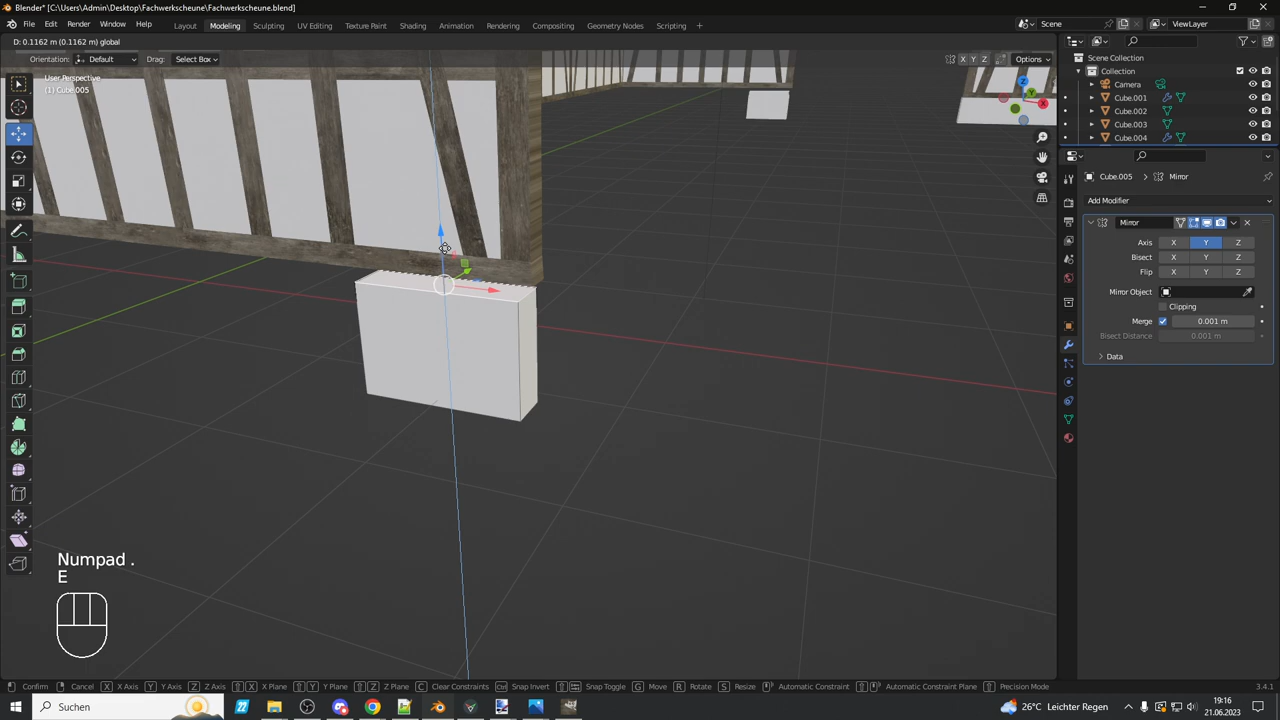 Blender* [C:\Users\Admin\Desktop\Fachwerkscheune\Fachwerkscheune.blend]
File Edit Render Window Help Layout Modeling Sculpting UV Editing Texture Paint Shading Animation Rendering Compositing Geometry Nodes Scripting + Scene ViewLayer
D: 0.1162 m (0.1162 m) global
Orientation: Default Drag: Select Box X Y Z Options
User Perspective
(1) Cube.005
Scene Collection
Collection
Camera
Cube.001
Cube.002
Cube.003
Cube.004
Z
Y
X
Cube.005 Mirror
Add Modifier
Mirror
Axis X Y Z
Bisect X Y Z
Flip X Y Z
Mirror Object
Clipping
Merge 0.001 m
Bisect Distance 0.001 m
Data
Numpad .
E
Confirm Cancel X X Axis Y Y Axis Z Z Axis X X Plane Y Y Plane Z Z Plane C Clear Constraints Ctrl Snap Invert Snap Toggle G Move R Rotate S Resize Automatic Constraint Automatic Constraint Plane Precision Mode 3.4.1
Suchen 26°C Leichter Regen 19:16
21.06.2023